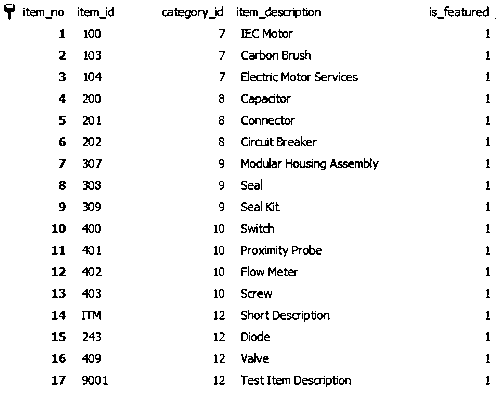 item_no item_id category_id item_description is_featured
1 100 7 IEC Motor 1
2 103 7 Carbon Brush 1
3 104 7 Electric Motor Services 1
4 200 8 Capacitor 1
5 201 8 Connector 1
6 202 8 Circuit Breaker 1
7 307 9 Modular Housing Assembly 1
8 308 9 Seal 1
9 309 9 Seal Kit 1
10 400 10 Switch 1
11 401 10 Proximity Probe 1
12 402 10 Flow Meter 1
13 403 10 Screw 1
14 ITM 12 Short Description 1
15 243 12 Diode 1
16 409 12 Valve 1
17 9001 12 Test Item Description 1